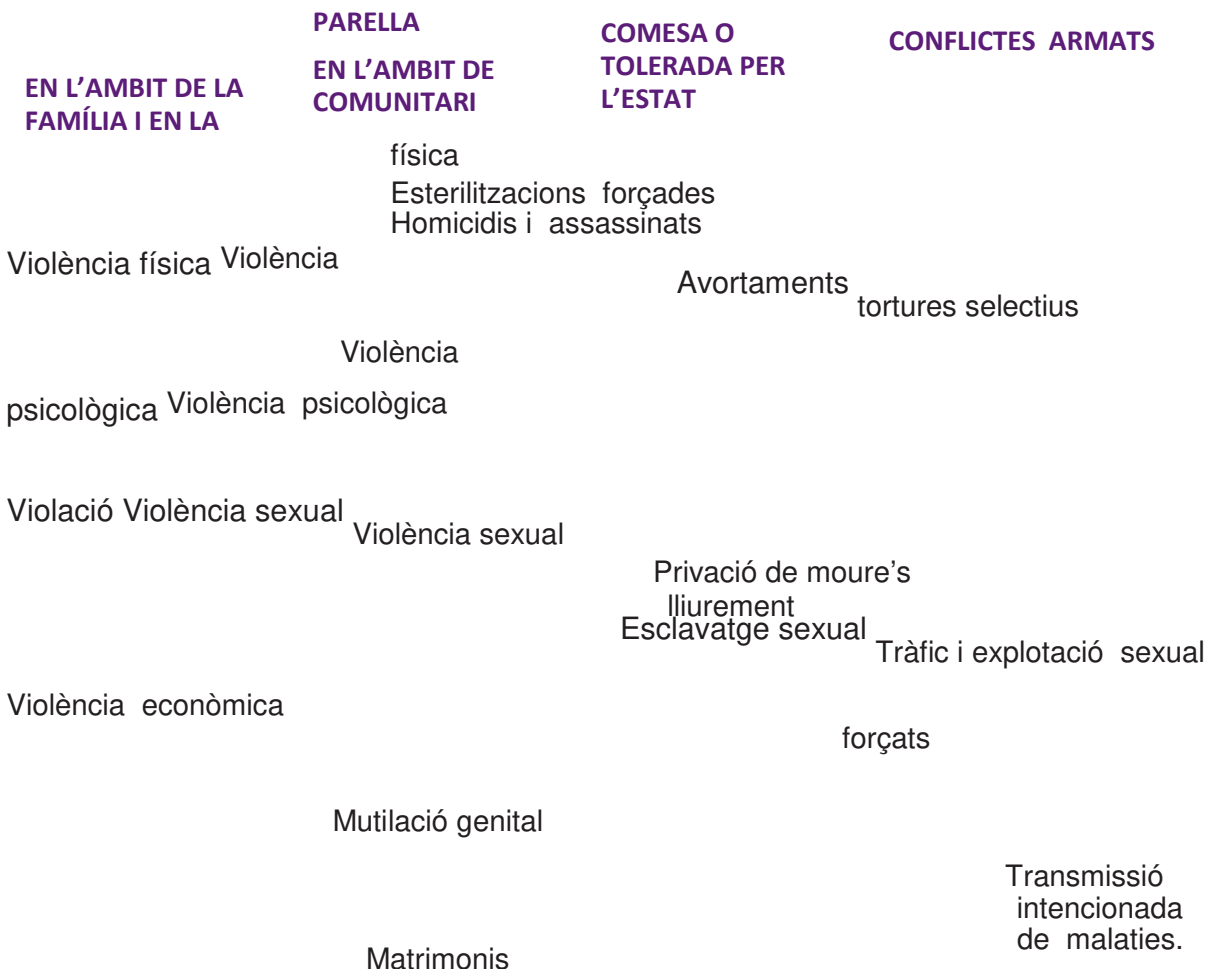 PARELLA
EN L’AMBIT DE
COMUNITARI
COMESA O
TOLERADA PER
L’ESTAT
CONFLICTES ARMATS
EN L’AMBIT DE LA
FAMÍLIA I EN LA
física
Esterilitzacions forçades
Homicidis i assassinats
Violència física Violència
Avortaments
tortures selectius
Violència
psicològica Violència psicològica
Violació Violència sexual
Violència sexual
Privació de moure’s
lliurement
Esclavatge sexual
Tràfic i explotació sexual
Violència econòmica
forçats
Mutilació genital
Transmissió
intencionada
de malaties.
Matrimonis